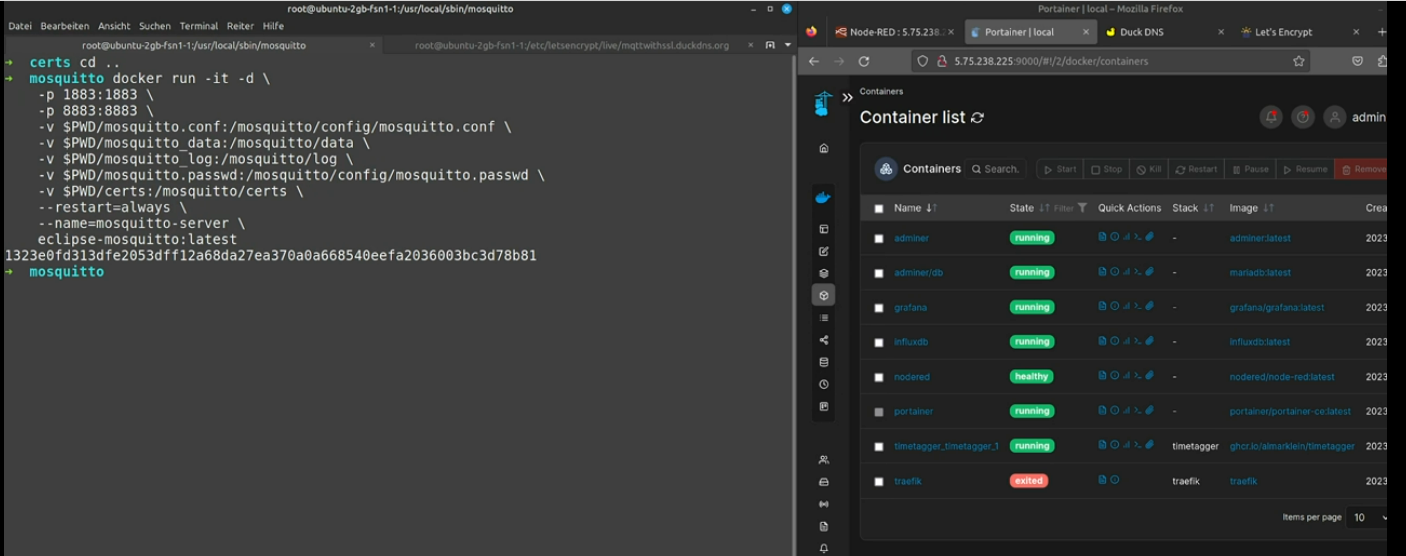 root@ubuntu-2gb-fsn1-1:/usr/local/sbin/mosquitto
Datei Bearbeiten Ansicht Suchen Terminal Reiter Hilfe
root@ubuntu-2gb-fsn1-1:/usr/local/sbin/mosquitto × root@ubuntu-2gb-fsn1-1:/etc/letsencrypt/live/mqttwithssl.duckdns.org ×
→ certs cd ..
→ mosquitto docker run -it -d \
-p 1883:1883 \
-p 8883:8883 \
-v $PWD/mosquitto.conf:/mosquitto/config/mosquitto.conf \
-v $PWD/mosquitto_data:/mosquitto/data \
-v $PWD/mosquitto_log:/mosquitto/log \
-v $PWD/mosquitto.passwd:/mosquitto/config/mosquitto.passwd \
-v $PWD/certs:/mosquitto/certs \
--restart=always \
--name=mosquitto-server \
eclipse-mosquitto:latest
1323e0fd313dfe2053dff12a68da27ea370a0a668540eefa2036003bc3d78b81
→ mosquitto
Portainer | local – Mozilla Firefox
Node-RED : 5.75.238. × Portainer | local × Duck DNS × Let's Encrypt × +
5.75.238.225:9000/#!/2/docker/containers
Containers
Container list
admin
Containers Search. Start Stop Kill Restart Pause Resume Remove
Name State Filter Quick Actions Stack Image Crea
adminer running - adminer:latest 2023
adminer/db running - mariadb:latest 2023
grafana running - grafana/grafana:latest 2023
influxdb running - influxdb:latest 2023
nodered healthy - nodered/node-red:latest 2023
portainer running - portainer/portainer-ce:latest 2023
timetagger_timetagger_1 running timetagger ghcr.io/almarklein/timetagger 2023
traefik exited traefik traefik 2023
Items per page 10